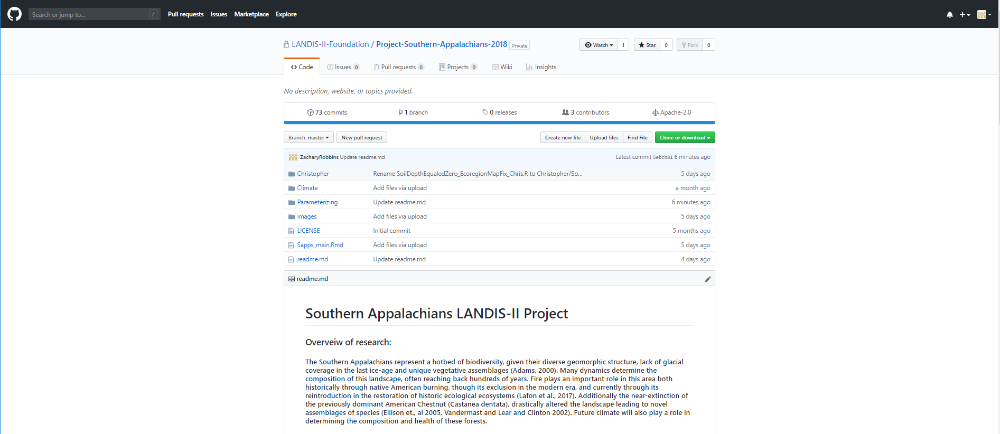 Search or jump to... /
Pull requests Issues Marketplace Explore
LANDIS-II-Foundation / Project-Southern-Appalachians-2018 Private
Watch 1 Star 0 Fork 0
Code Issues 0 Pull requests 0 Projects 0 Wiki Insights
No description, website, or topics provided.
73 commits 1 branch 0 releases 3 contributors Apache-2.0
Branch: master New pull request Create new file Upload files Find File Clone or download
ZacharyRobbins Update readme.md Latest commit 5ebcb81 6 minutes ago
Christopher Rename SoilDepthEqualedZero_EcoregionMapFix_Chris.R to Christopher/So... 5 days ago
Climate Add files via upload a month ago
Parameterizing Update readme.md 6 minutes ago
images Add files via upload 5 days ago
LICENSE Initial commit 5 months ago
Sapps_main.Rmd Add files via upload 5 days ago
readme.md Update readme.md 4 days ago
readme.md
Southern Appalachians LANDIS-II Project
Overveiw of research:
The Southern Appalachians represent a hotbed of biodiversity, given their diverse geomorphic structure, lack of glacial
coverage in the last ice-age and unique vegetative assemblages (Adams, 2000). Many dynamics determine the
composition of this landscape, often reaching back hundreds of years. Fire plays an important role in this area both
historically through native American burning, though its exclusion in the modern era, and currently through its
reintroduction in the restoration of historic ecological ecosystems (Lafon et al., 2017). Additionally the near-extinction of
the previously dominant American Chestnut (Castanea dentata), drastically altered the landscape leading to novel
assemblages of species (Ellison et., al 2005, Vandermast and Lear and Clinton 2002). Future climate will also play a role in
determining the composition and health of these forests.